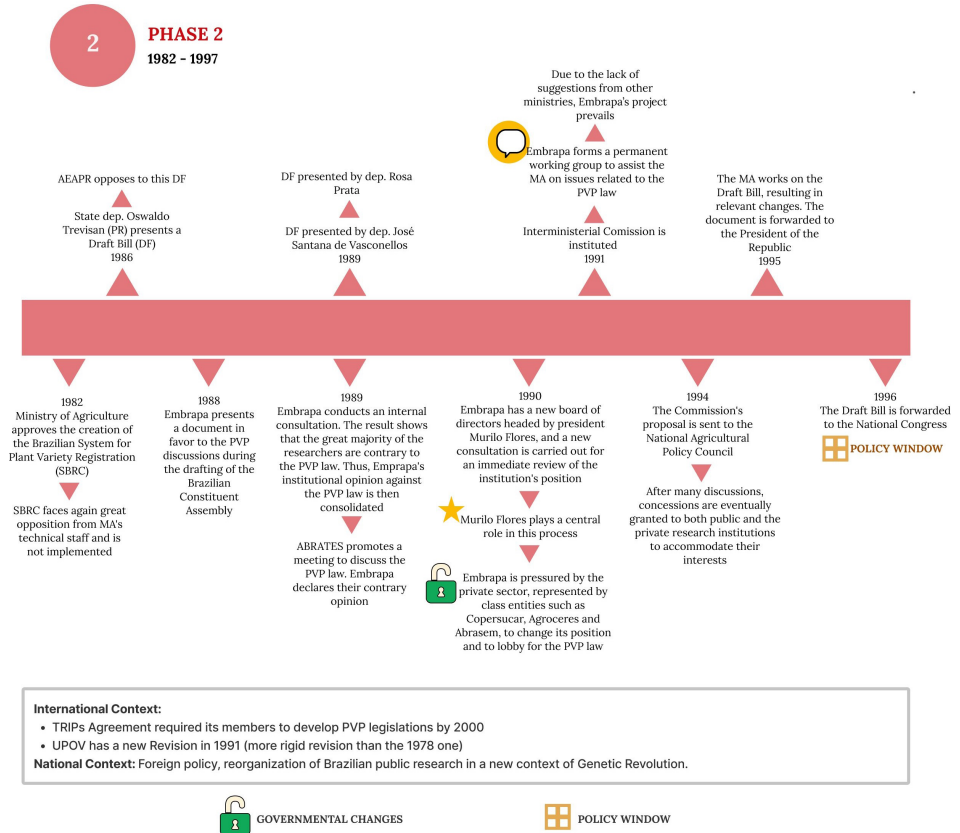 2
PHASE 2
1982 - 1997
AEAPR opposes to this DF
State dep. Oswaldo
Trevisan (PR) presents a
Draft Bill (DF)
1986
DF presented by dep. Rosa
Prata
DF presented by dep. José
Santana de Vasconellos
1989
Due to the lack of
suggestions from other
ministries, Embrapa's project
prevails
Embrapa forms a permanent
working group to assist the
MA on issues related to the
PVP law
Interministerial Comission is
instituted
1991
The MA works on the
Draft Bill, resulting in
relevant changes. The
document is forwarded to
the President of the
Republic
1995
1982
Ministry of Agriculture
approves the creation of
the Brazilian System for
Plant Variety Registration
(SBRC)
SBRC faces again great
opposition from MA's
technical staff and is
not implemented
1988
Embrapa presents
a document in
favor to the PVP
discussions during
the drafting of the
Brazilian
Constituent
Assembly
1989
Embrapa conducts an internal
consultation. The result shows
that the great majority of the
researchers are contrary to
the PVP law. Thus, Emprapa's
institutional opinion against
the PVP law is then
consolidated
ABRATES promotes a
meeting to discuss the
PVP law. Embrapa
declares their contrary
opinion
1990
Embrapa has a new board of
directors headed by president
Murilo Flores, and a new
consultation is carried out for
an immediate review of the
institution's position
Murilo Flores plays a central
role in this process
Embrapa is pressured by the
private sector, represented by
class entities such as
Copersucar, Agroceres and
Abrasem, to change its position
and to lobby for the PVP law
1994
The Commission's
proposal is sent to the
National Agricultural
Policy Council
After many discussions,
concessions are eventually
granted to both public and the
private research institutions
to accommodate their
interests
1996
The Draft Bill is forwarded
to the National Congress
POLICY WINDOW
International Context:
• TRIPs Agreement required its members to develop PVP legislations by 2000
• UPOV has a new Revision in 1991 (more rigid revision than the 1978 one)
National Context: Foreign policy, reorganization of Brazilian public research in a new context of Genetic Revolution.
GOVERNMENTAL CHANGES
POLICY WINDOW